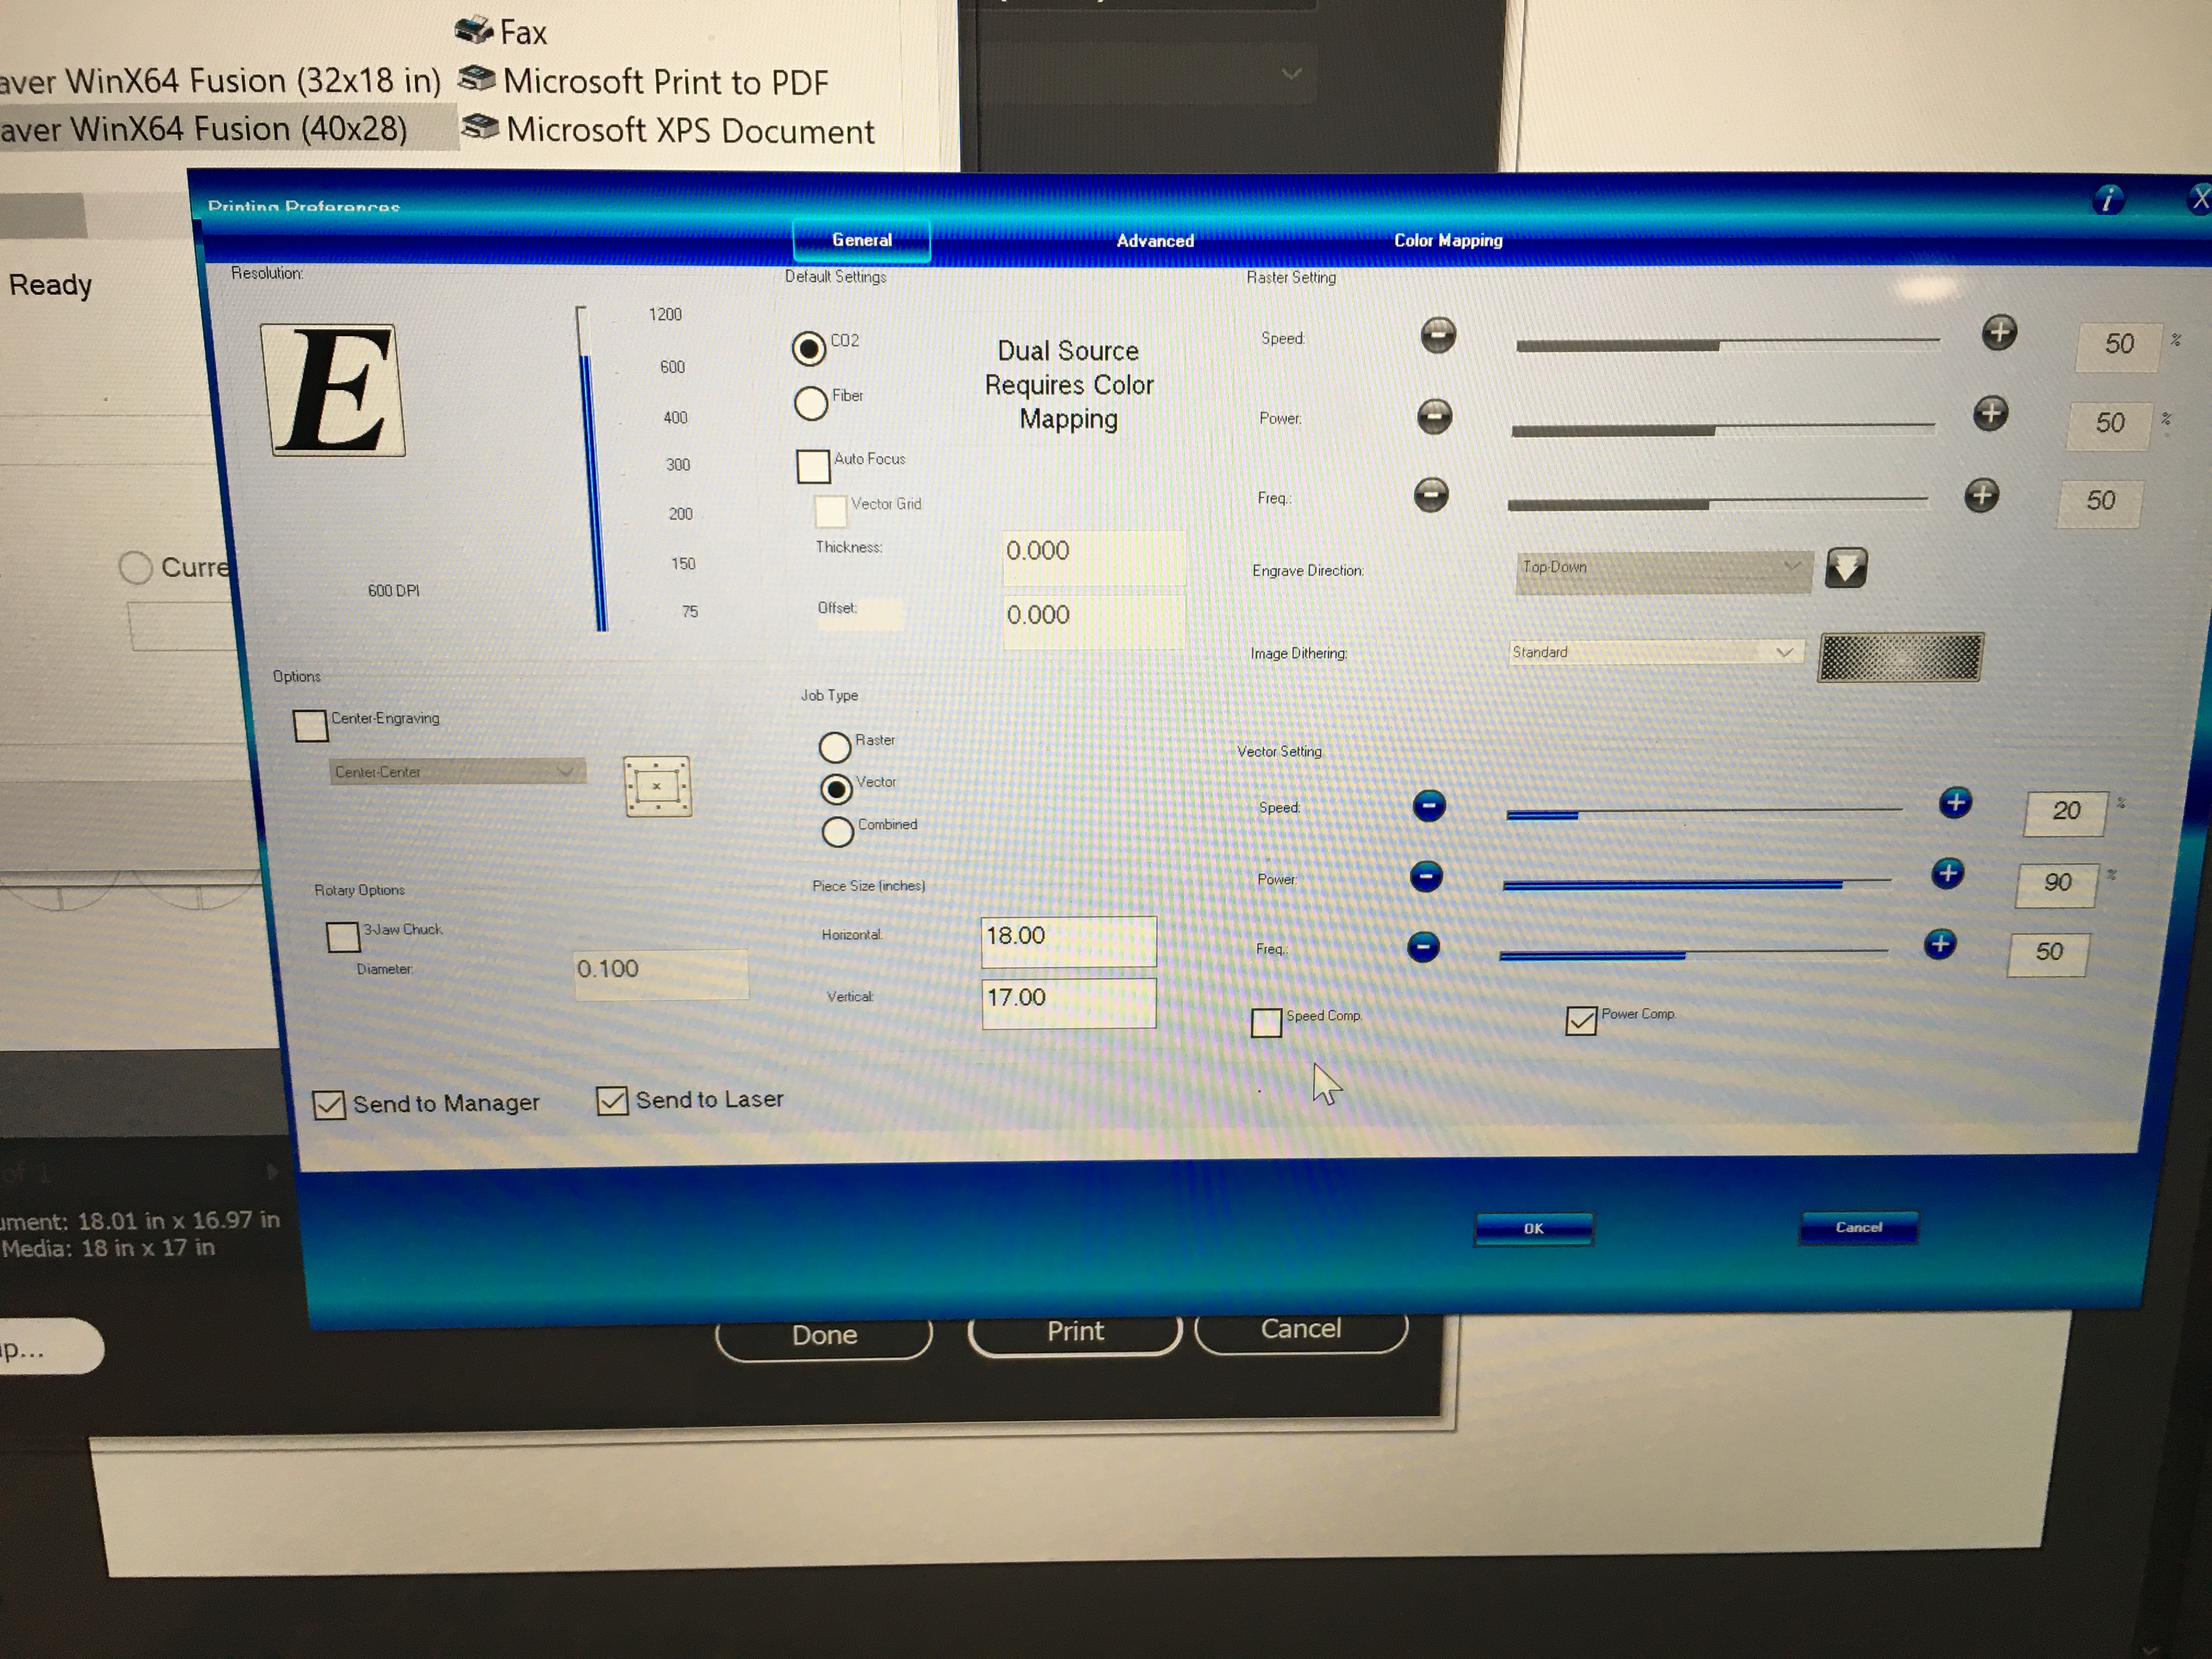 Fax
aver WinX64 Fusion (32x18 in) Microsoft Print to PDF
aver WinX64 Fusion (40x28) Microsoft XPS Document
Printing Preferences
i X
General Advanced Color Mapping
Ready
Curre
Resolution:
E
1200
600
400
300
200
150
75
600 DPI
Options
Center-Engraving
Center-Center
Rotary Options
3-Jaw Chuck
Diameter: 0.100
Send to Manager Send to Laser
Default Settings
CO2
Fiber
Dual Source
Requires Color
Mapping
Auto Focus
Vector Grid
Thickness: 0.000
Offset: 0.000
Job Type
Raster
Vector
Combined
Piece Size (inches)
Horizontal: 18.00
Vertical: 17.00
Raster Setting
Speed: - + 50 %
Power: - + 50 %
Freq.: - + 50
Engrave Direction: Top-Down
Image Dithering: Standard
Vector Setting
Speed: - + 20 %
Power: - + 90 %
Freq.: - + 50
Speed Comp. Power Comp.
OK Cancel
of 1
ument: 18.01 in x 16.97 in
Media: 18 in x 17 in
p...
Done Print Cancel